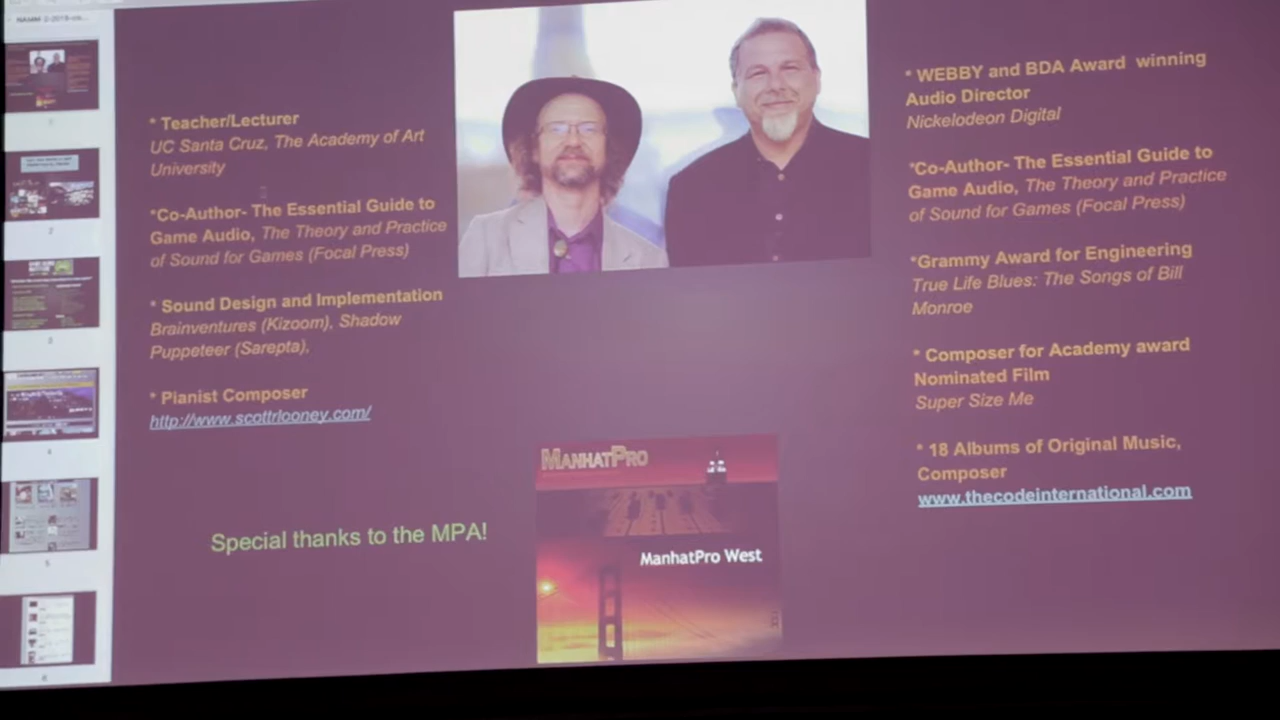 * Teacher/Lecturer
UC Santa Cruz, The Academy of Art
University
*Co-Author- The Essential Guide to
Game Audio, The Theory and Practice
of Sound for Games (Focal Press)
* Sound Design and Implementation
Brainventures (Kizoom), Shadow
Puppeteer (Sarepta),
* Pianist Composer
http://www.scottrlooney.com/
Special thanks to the MPA!
MANHATPRO
ManhatPro West
* WEBBY and BDA Award winning
Audio Director
Nickelodeon Digital
*Co-Author- The Essential Guide to
Game Audio, The Theory and Practice
of Sound for Games (Focal Press)
*Grammy Award for Engineering
True Life Blues: The Songs of Bill
Monroe
* Composer for Academy award
Nominated Film
Super Size Me
* 18 Albums of Original Music,
Composer
www.thecodeinternational.com
2
3
4
5
6